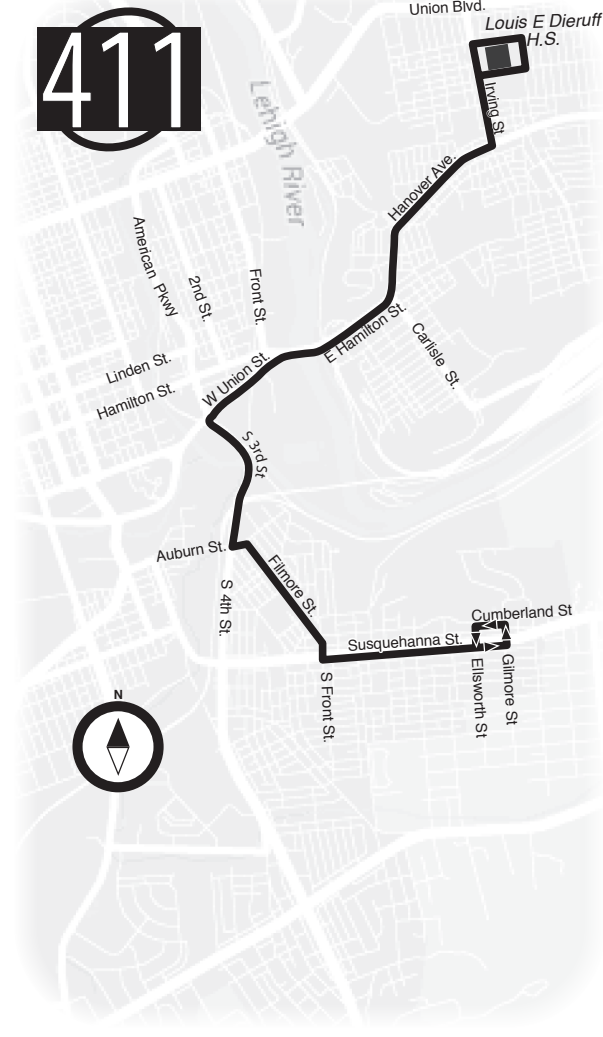 Union Blvd.
Louis E Dieruff
H.S.
411
Irving St
Lehigh River
Hanover Ave.
American Pkwy
2nd St.
Front St.
E Hamilton St.
Carlisle St.
Linden St.
W Union St.
Hamilton St.
S 3rd St
Auburn St.
Filmore St.
S 4th St.
Cumberland St
Susquehanna St.
S Front St.
Ellsworth St
Gilmore St
N